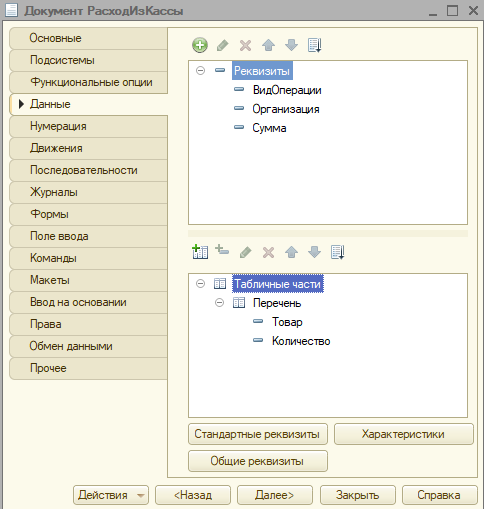 Документ РасходИзКассы
Основные
Подсистемы
Функциональные опции
Данные
Нумерация
Движения
Последовательности
Журналы
Формы
Поле ввода
Команды
Макеты
Ввод на основании
Права
Обмен данными
Прочее
Реквизиты
ВидОперации
Организация
Сумма
Табличные части
Перечень
Товар
Количество
Стандартные реквизиты
Характеристики
Общие реквизиты
Действия
<Назад
Далее>
Закрыть
Справка